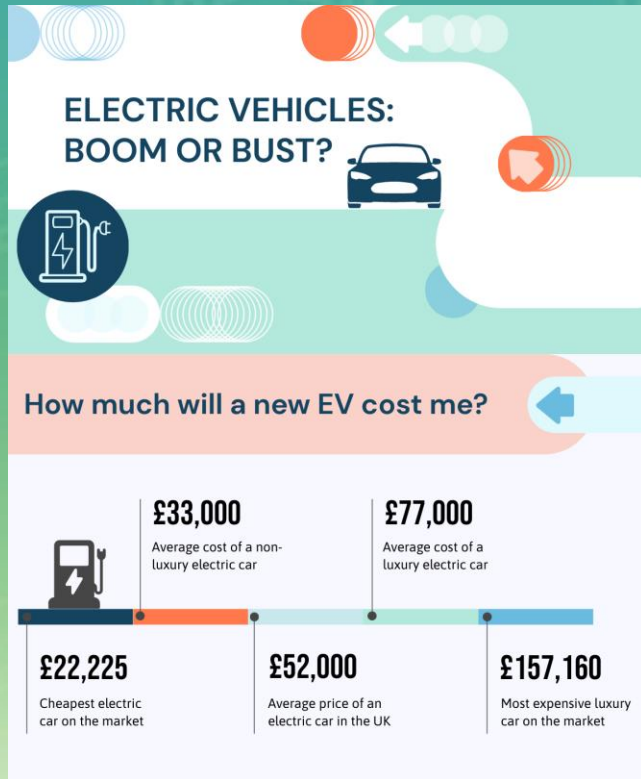 ELECTRIC VEHICLES:
BOOM OR BUST?
How much will a new EV cost me?
£33,000
Average cost of a non-
luxury electric car
£77,000
Average cost of a
luxury electric car
£22,225
Cheapest electric
car on the market
£52,000
Average price of an
electric car in the UK
£157,160
Most expensive luxury
car on the market